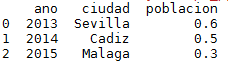 ano ciudad poblacion
0 2013 Sevilla 0.6
1 2014 Cadiz 0.5
2 2015 Malaga 0.3